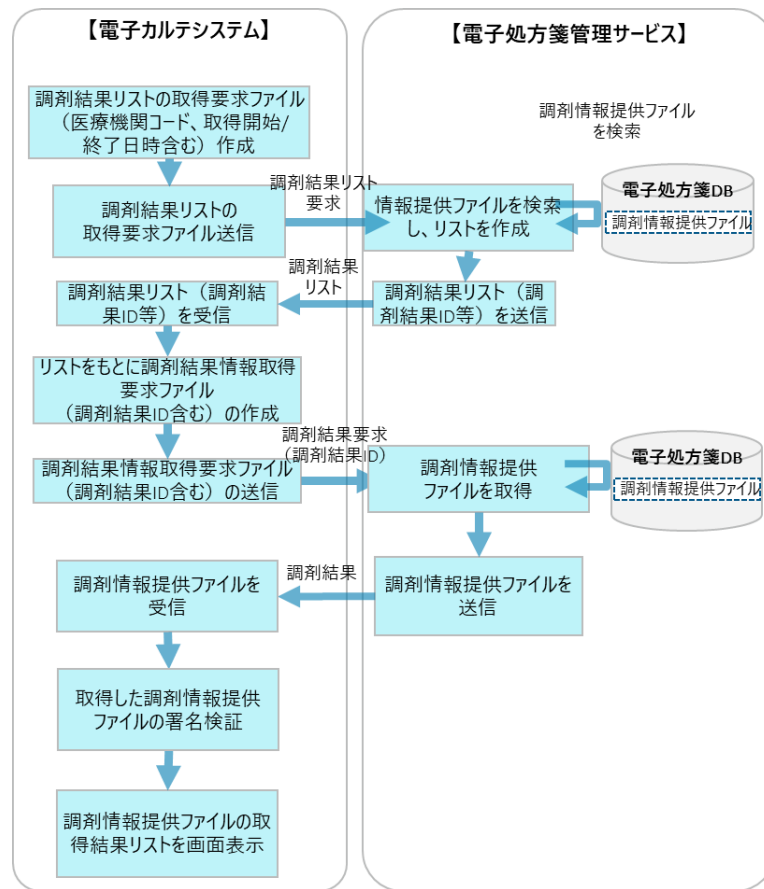 【電子カルテシステム】
【電子処方箋管理サービス】
調剤結果リストの取得要求ファイル
（医療機関コード、取得開始/
終了日時含む）作成
調剤情報提供ファイル
を検索
調剤結果リストの
取得要求ファイル送信
調剤結果リスト
要求
情報提供ファイルを検索
し、リストを作成
電子処方箋DB
調剤情報提供ファイル
調剤結果リスト（調剤結
果ID等）を受信
調剤結果
リスト
調剤結果リスト（調
剤結果ID等）を送信
リストをもとに調剤結果情報取得
要求ファイル
（調剤結果ID含む）の作成
調剤結果情報取得要求ファイル
（調剤結果ID含む）の送信
調剤結果要求
（調剤結果ID）
調剤情報提供
ファイルを取得
電子処方箋DB
調剤情報提供ファイル
調剤情報提供ファイルを
受信
調剤結果
調剤情報提供ファイルを
送信
取得した調剤情報提供
ファイルの署名検証
調剤情報提供ファイルの取
得結果リストを画面表示